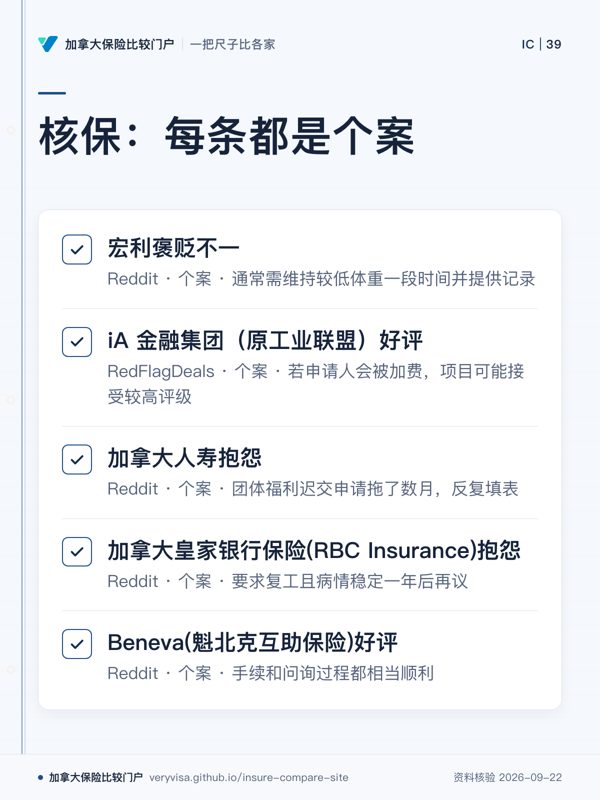 加拿大保险比较门户 | 一把尺子比各家
IC | 39
核保：每条都是个案
宏利褒贬不一
Reddit · 个案 · 通常需维持较低体重一段时间并提供记录
iA 金融集团（原工业联盟）好评
RedFlagDeals · 个案 · 若申请人会被加费，项目可能接
受较高评级
加拿大人寿抱怨
Reddit · 个案 · 团体福利迟交申请拖了数月，反复填表
加拿大皇家银行保险(RBC Insurance)抱怨
Reddit · 个案 · 要求复工且病情稳定一年后再议
Beneva(魁北克互助保险)好评
Reddit · 个案 · 手续和问询过程都相当顺利
加拿大保险比较门户 veryvisa.github.io/insure-compare-site
资料核验 2026-09-22